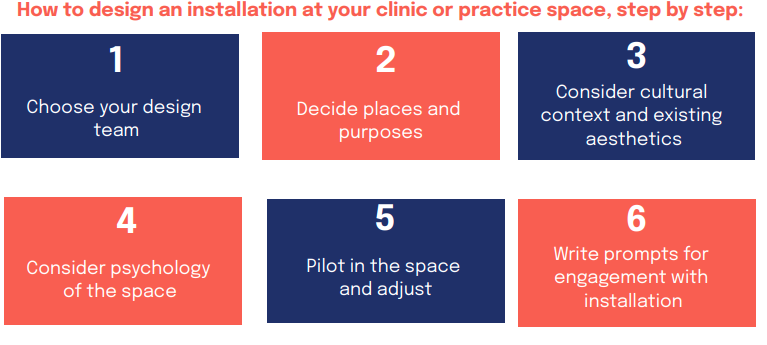 How to design an installation at your clinic or practice space, step by step:
1
Choose your design
team
2
Decide places and
purposes
3
Consider cultural
context and existing
aesthetics
4
Consider psychology
of the space
5
Pilot in the space
and adjust
6
Write prompts for
engagement with
installation